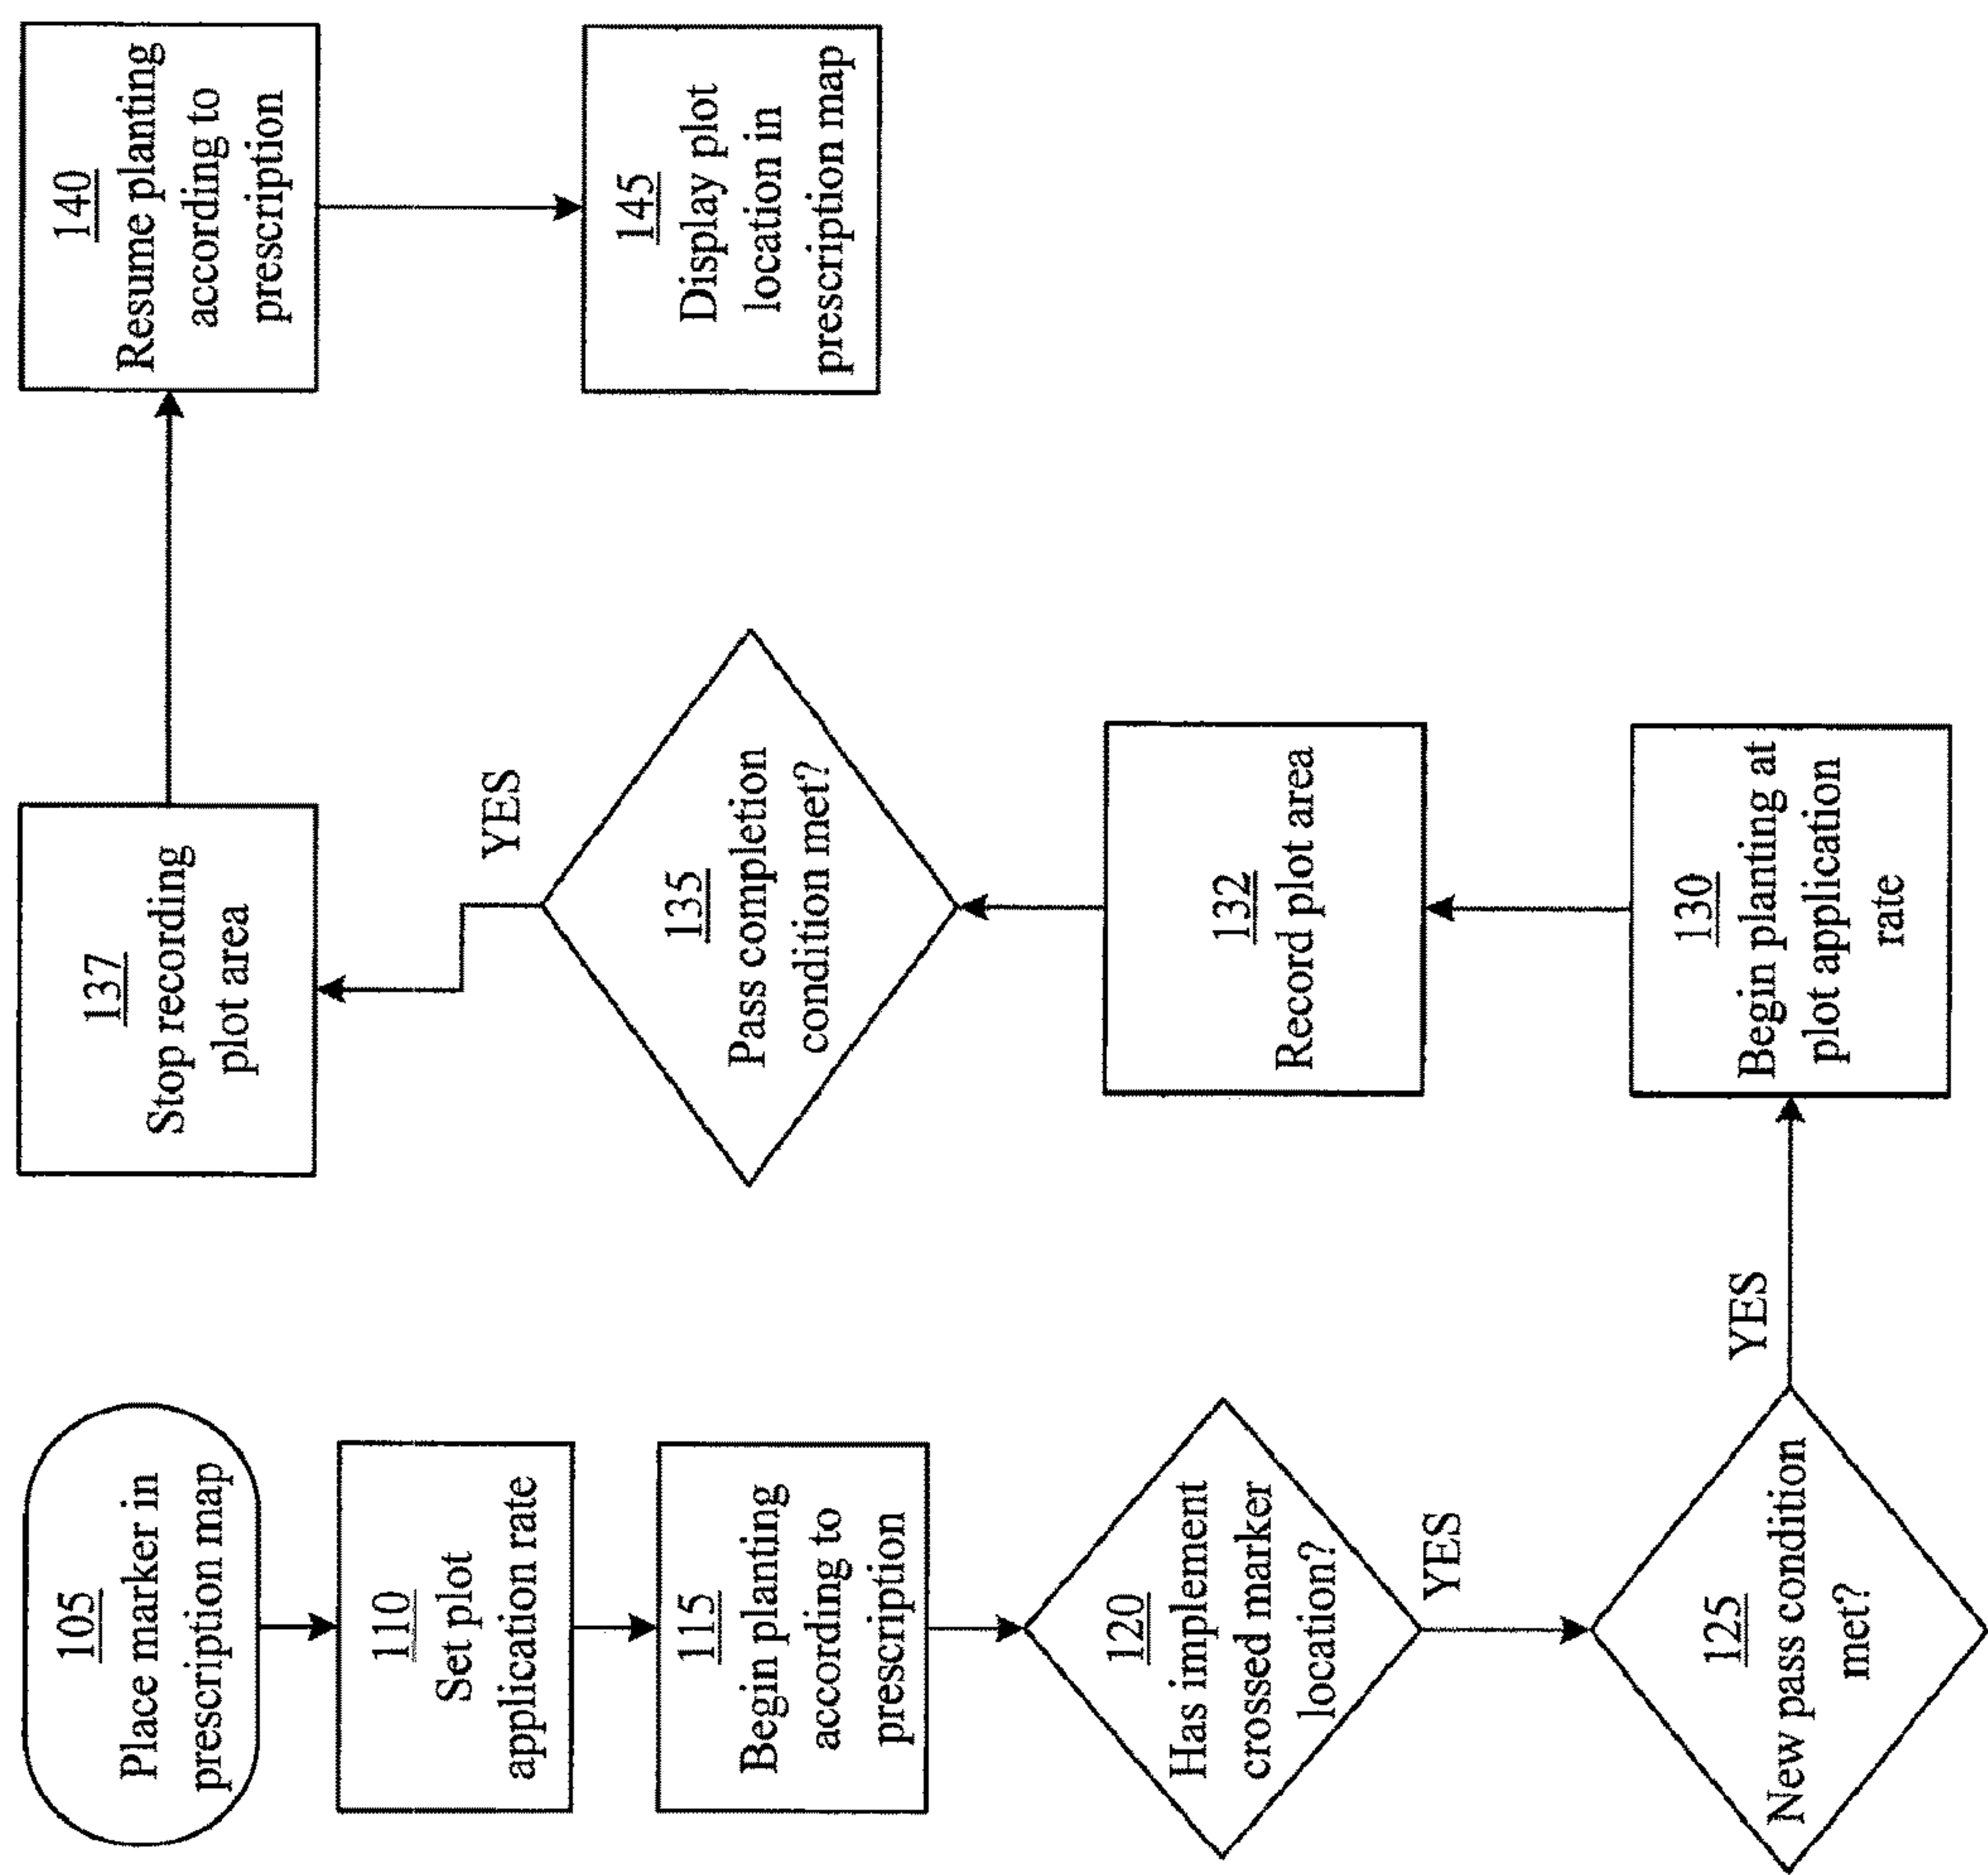 105
Place marker in
prescription map
110
Set plot
application rate
115
Begin planting
according to
prescription
120
Has implement
crossed marker
location?
YES
125
New pass condition
met?
YES
130
Begin planting at
plot application
rate
132
Record plot area
135
Pass completion
condition met?
YES
137
Stop recording
plot area
140
Resume planting
according to
prescription
145
Display plot
location in
prescription map